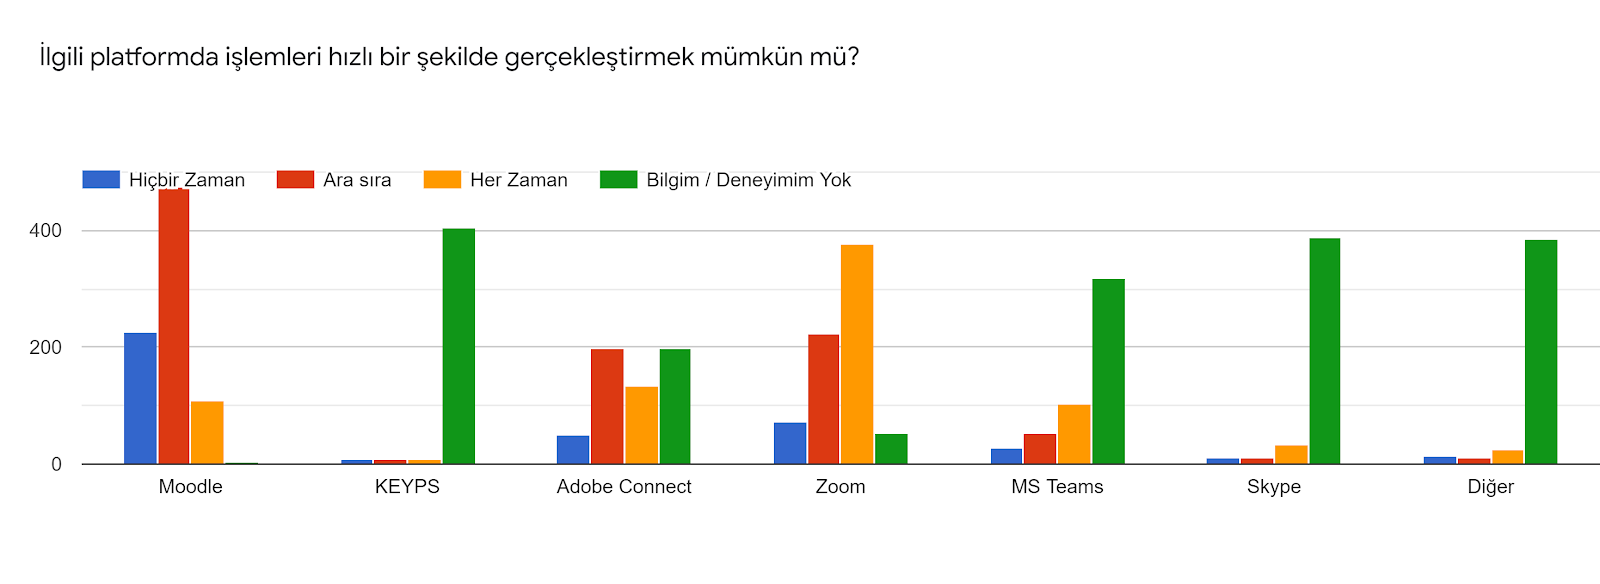 İlgili platformda işlemleri hızlı bir şekilde gerçekleştirmek mümkün mü?
Hiçbir Zaman Ara sıra Her Zaman Bilgim / Deneyimim Yok
400
200
0
Moodle KEYPS Adobe Connect Zoom MS Teams Skype Diğer